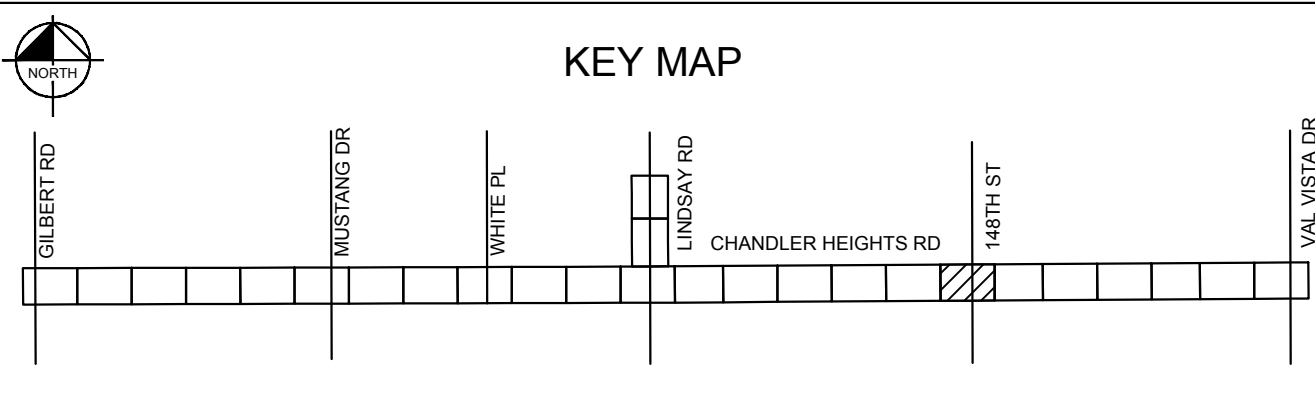 KEY MAP
NORTH
GILBERT RD
MUSTANG DR
WHITE PL
LINDSAY RD
CHANDLER HEIGHTS RD
148TH ST
VAL VISTA DR